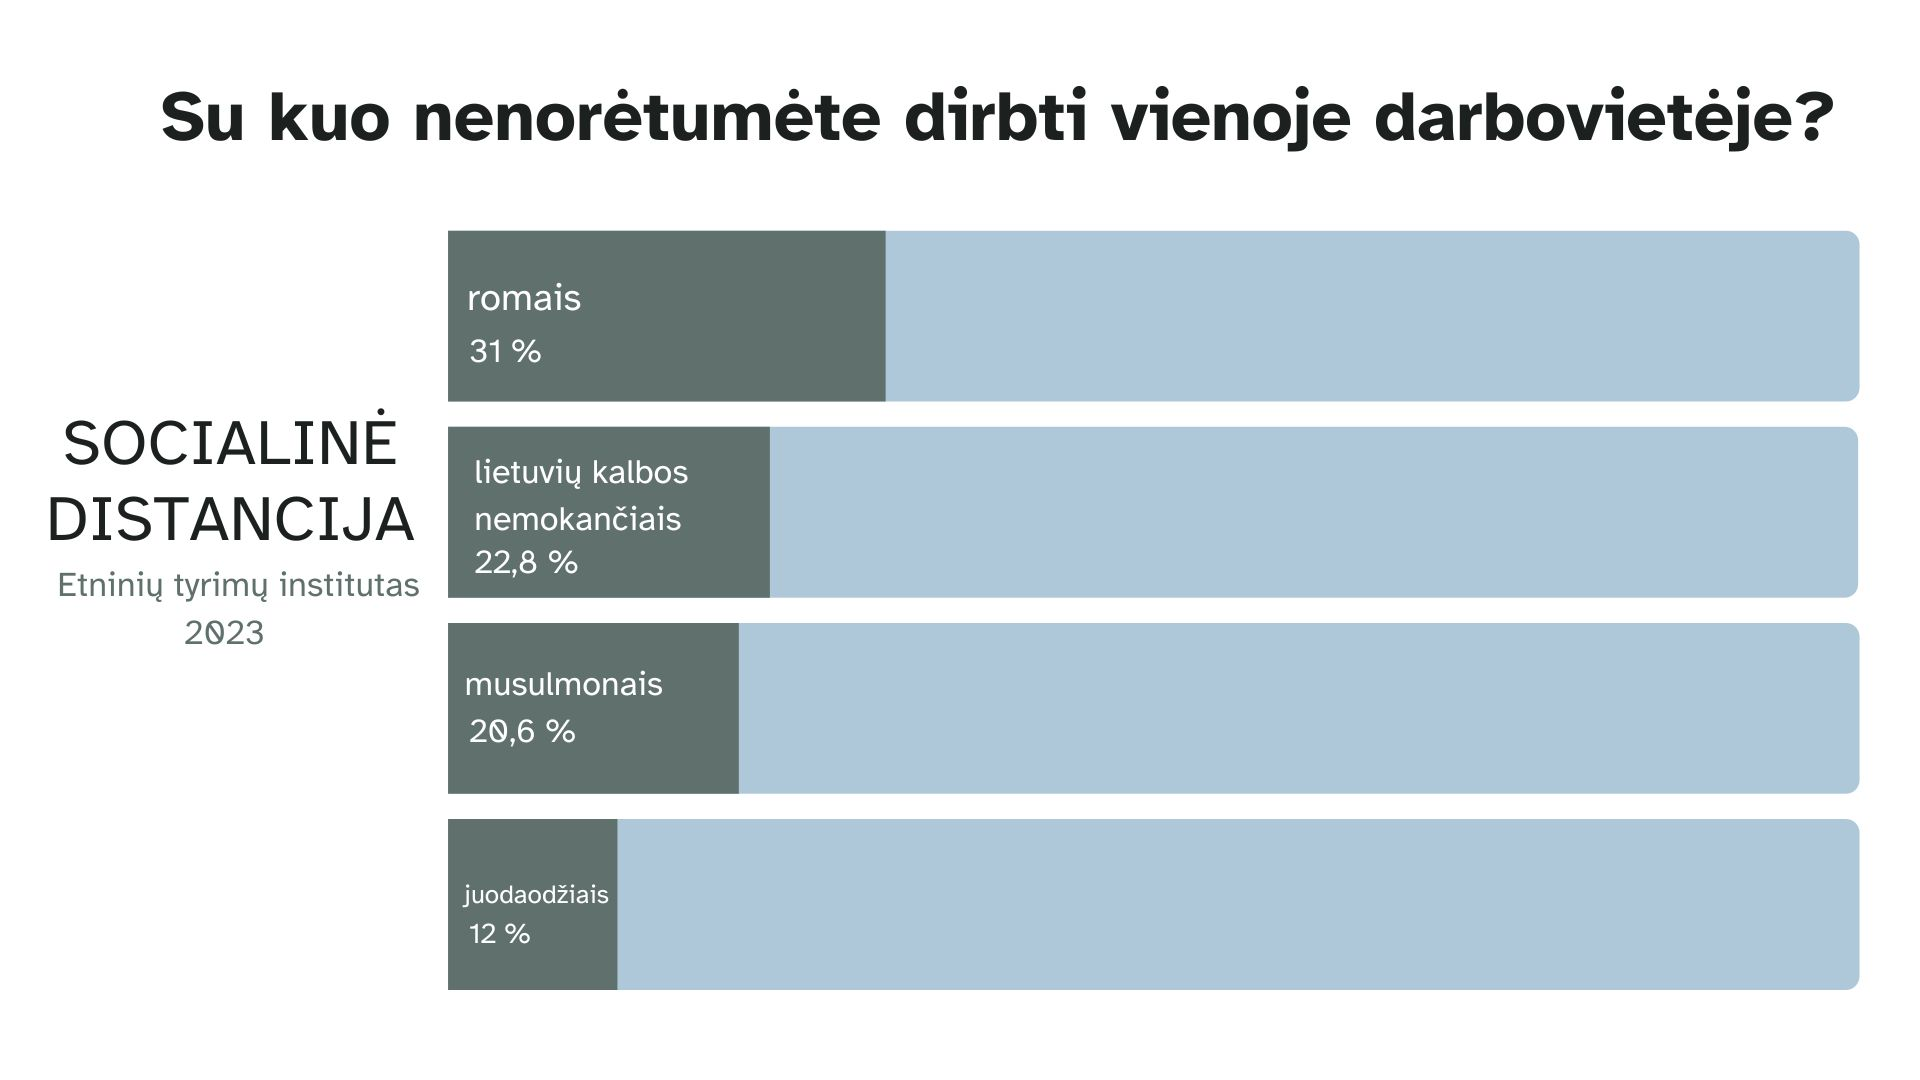 Su kuo nenorėtumėte dirbti vienoje darbovietėje?
SOCIALINĖ
DISTANCIJA
Etninių tyrimų institutas
2023
romais
31 %
lietuvių kalbos
nemokančiais
22,8 %
musulmonais
20,6 %
juodaodžiais
12 %